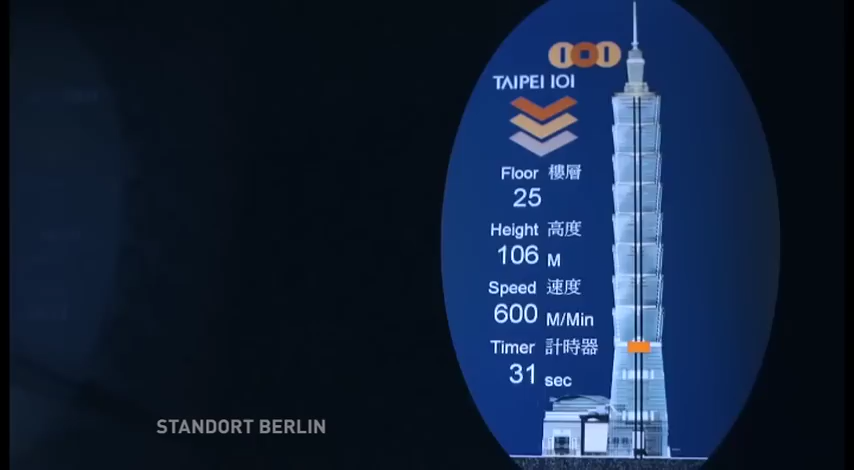 TAIPEI 101
Floor 樓層
25
Height 高度
106 M
Speed 速度
600 M/Min
Timer 計時器
31 sec
STANDORT BERLIN